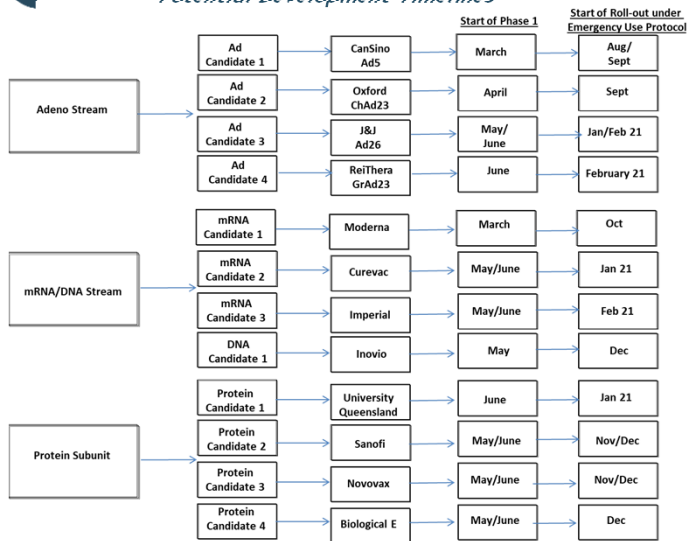 Potential Development Timelines
Start of Phase 1
Start of Roll-out under
Emergency Use Protocol
Adeno Stream
Ad
Candidate 1
CanSino
Ad5
March
Aug/
Sept
Ad
Candidate 2
Oxford
ChAd23
April
Sept
Ad
Candidate 3
J&J
Ad26
May/
June
Jan/Feb 21
Ad
Candidate 4
ReiThera
GrAd23
June
February 21
mRNA/DNA Stream
mRNA
Candidate 1
Moderna
March
Oct
mRNA
Candidate 2
Curevac
May/June
Jan 21
mRNA
Candidate 3
Imperial
May/June
Feb 21
DNA
Candidate 1
Inovio
May
Dec
Protein Subunit
Protein
Candidate 1
University
Queensland
June
Jan 21
Protein
Candidate 2
Sanofi
May/June
Nov/Dec
Protein
Candidate 3
Novovax
May/June
Nov/Dec
Protein
Candidate 4
Biological E
May/June
Dec